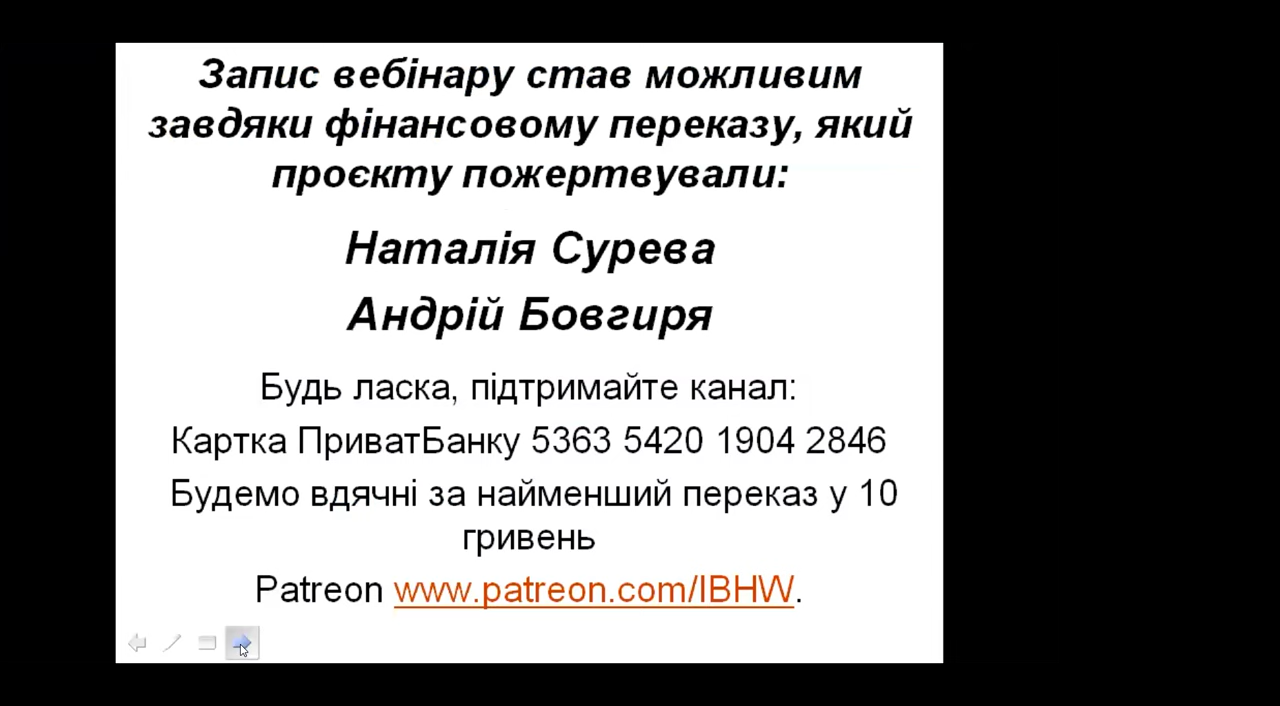 Запис вебінару став можливим
завдяки фінансовому переказу, який
проєкту пожертвували:
Наталія Сурева
Андрій Бовгиря
Будь ласка, підтримайте канал:
Картка ПриватБанку 5363 5420 1904 2846
Будемо вдячні за найменший переказ у 10
гривень
Patreon www.patreon.com/IBHW.